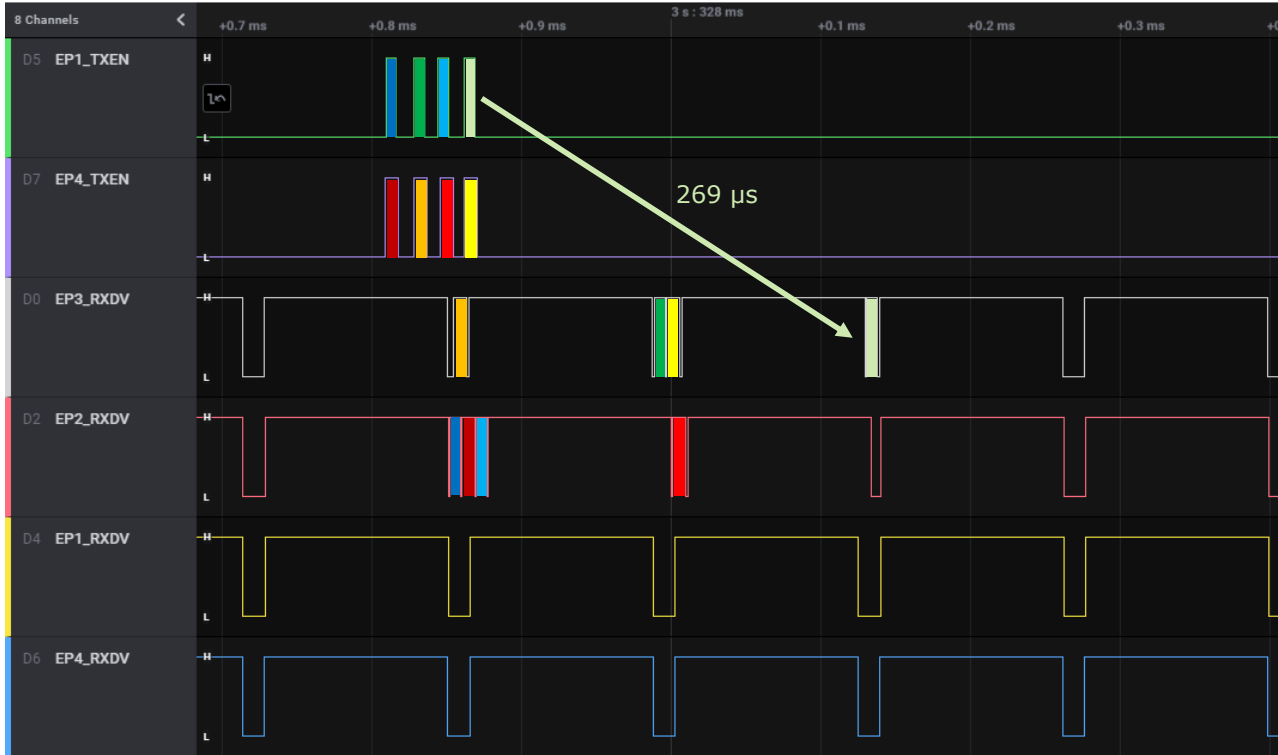 8 Channels
+0.7 ms
+0.8 ms
+0.9 ms
3 s : 328 ms
+0.1 ms
+0.2 ms
+0.3 ms
D5 EP1_TXEN
H
L
D7 EP4_TXEN
H
L
269 µs
D0 EP3_RXDV
H
L
D2 EP2_RXDV
H
L
D4 EP1_RXDV
H
L
D6 EP4_RXDV
H
L